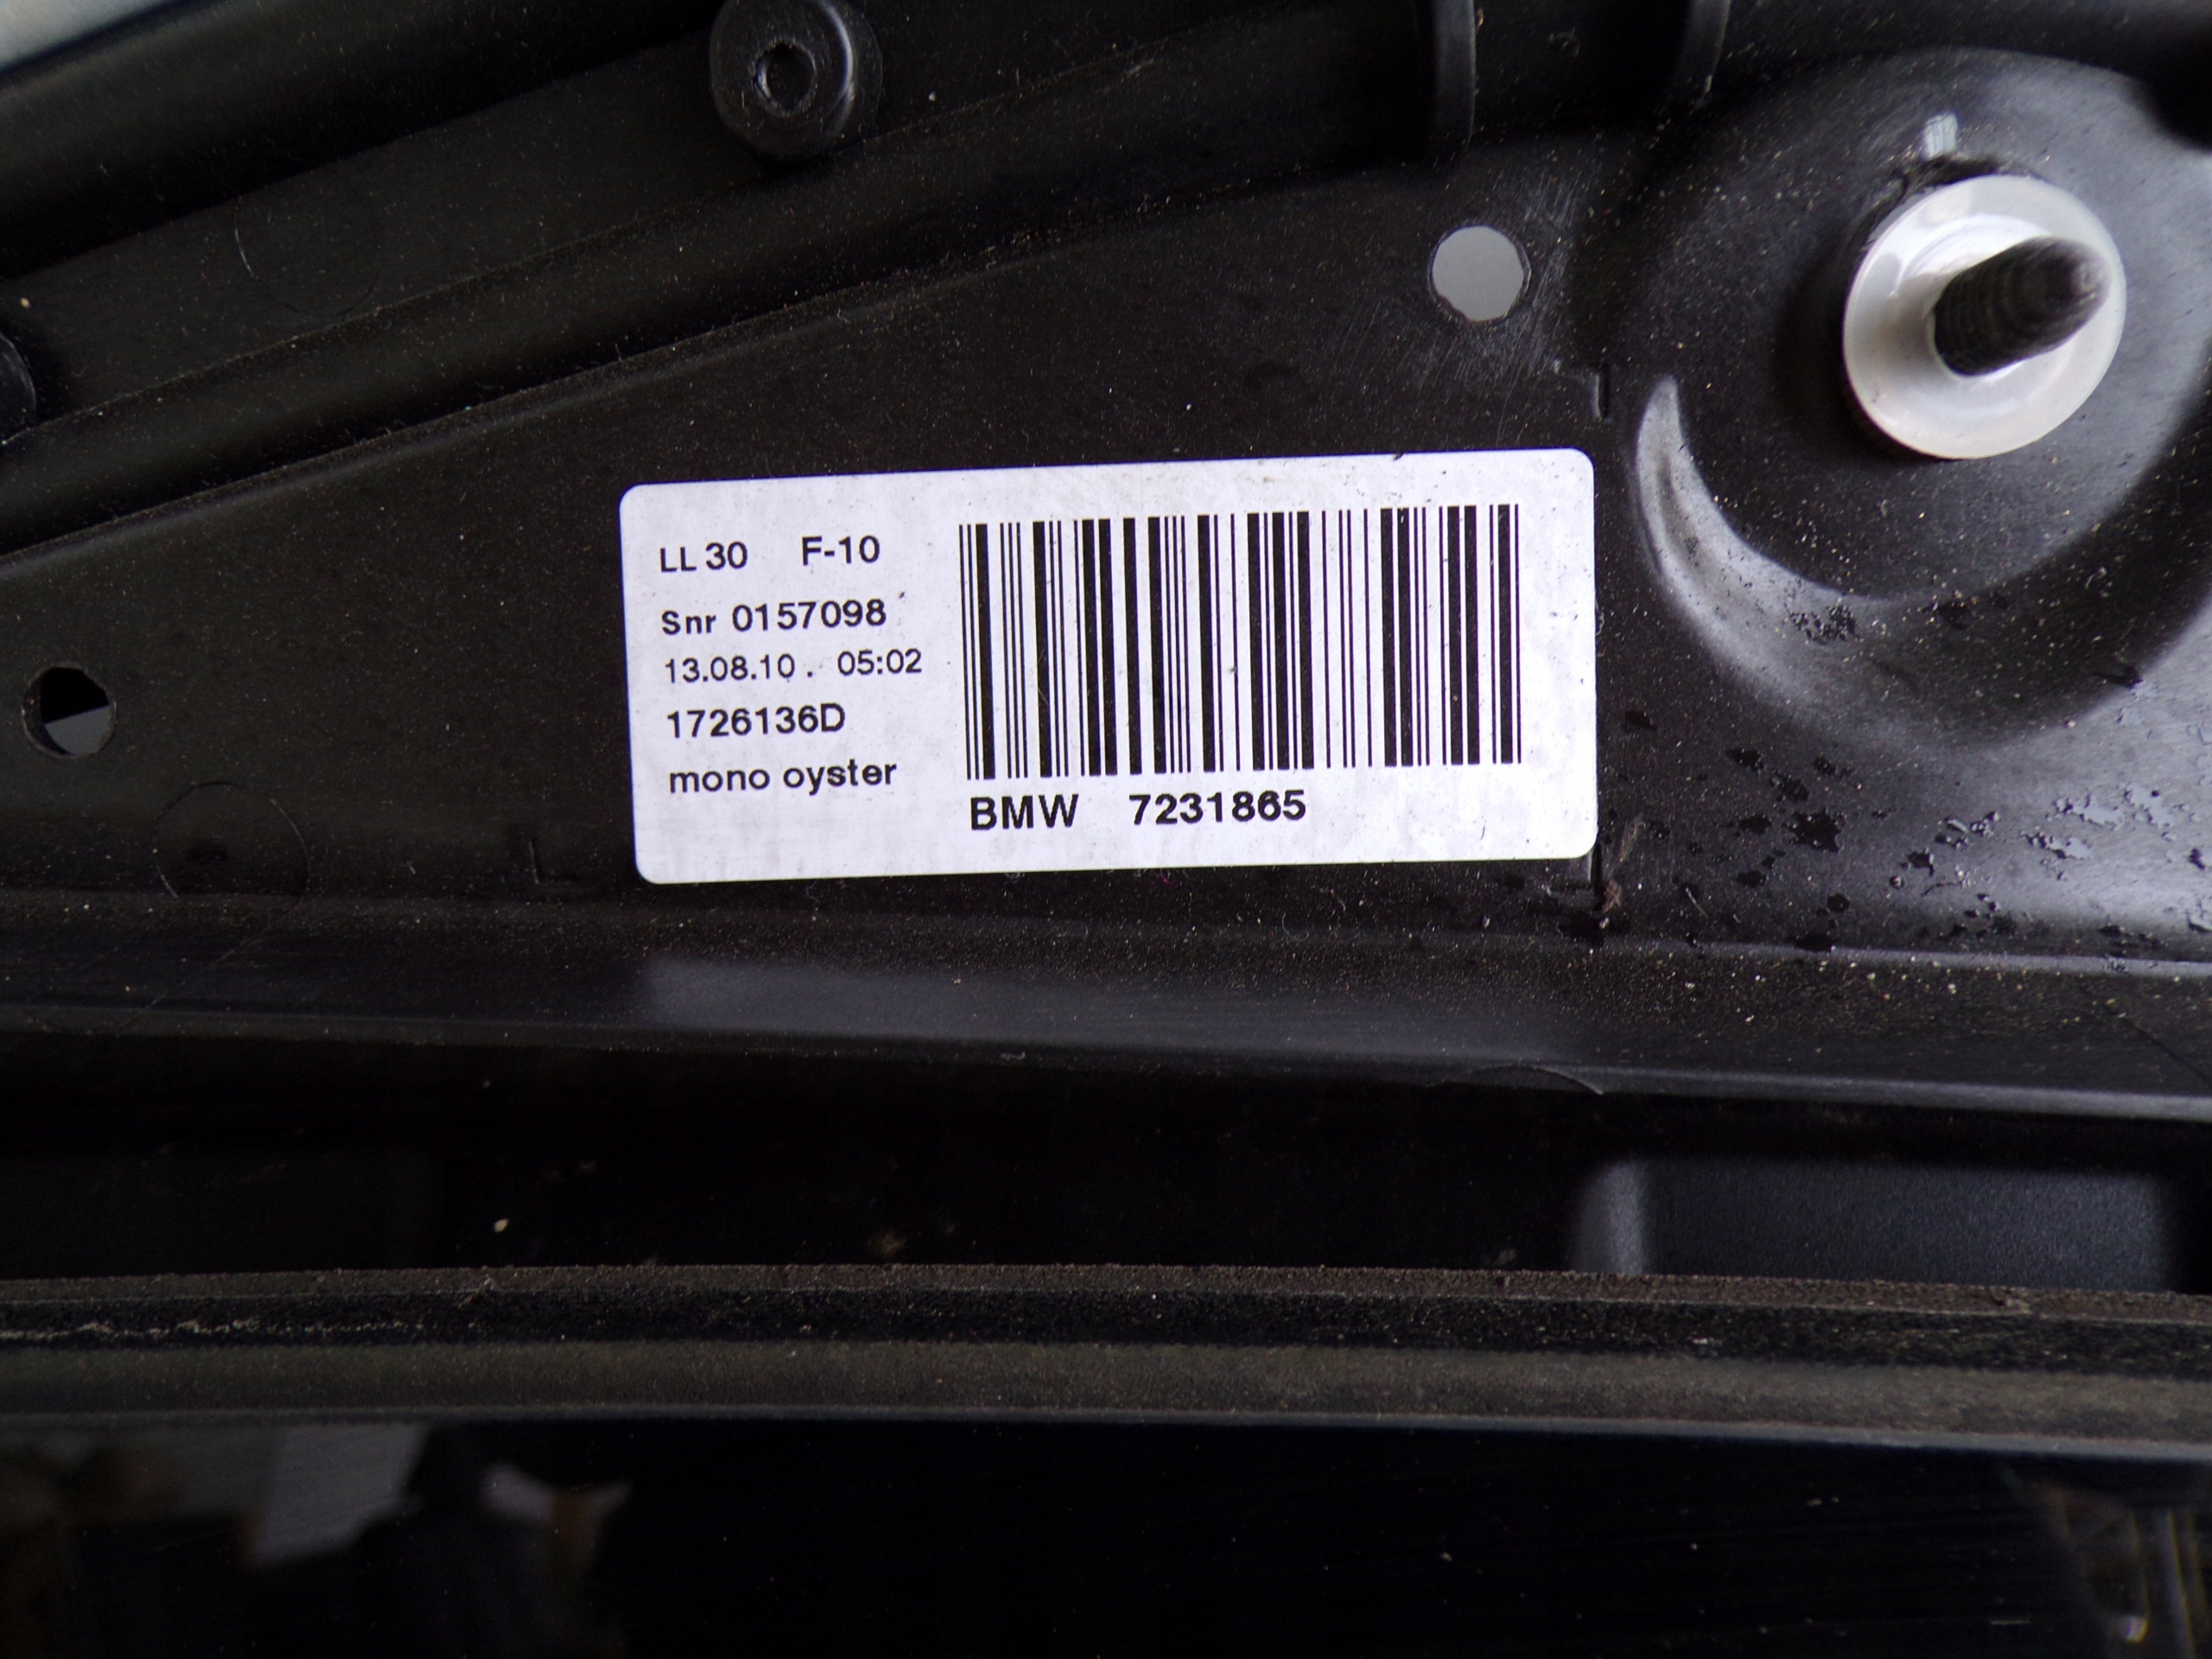 LL 30 F-10
Snr 0157098
13.08.10 . 05:02
1726136D
mono oyster
BMW 7231865